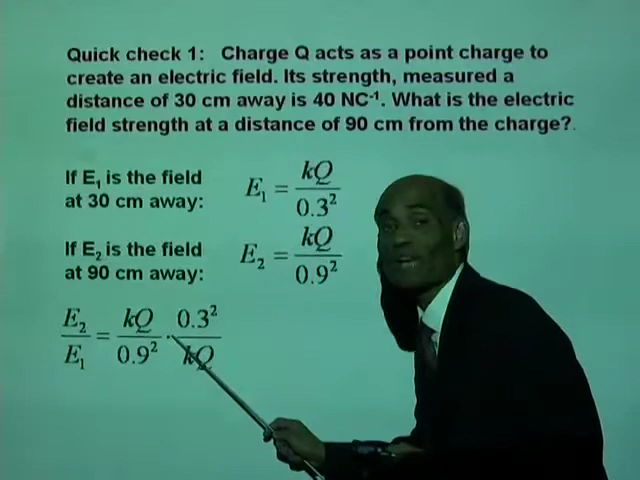 Quick check 1: Charge Q acts as a point charge to
create an electric field. Its strength, measured a
distance of 30 cm away is 40 NC⁻¹. What is the electric
field strength at a distance of 90 cm from the charge?
If E₁ is the field
at 30 cm away:
E₁ = kQ / 0.3²
If E₂ is the field
at 90 cm away:
E₂ = kQ / 0.9²
E₂ / E₁ = kQ / 0.9² · 0.3² / kQ